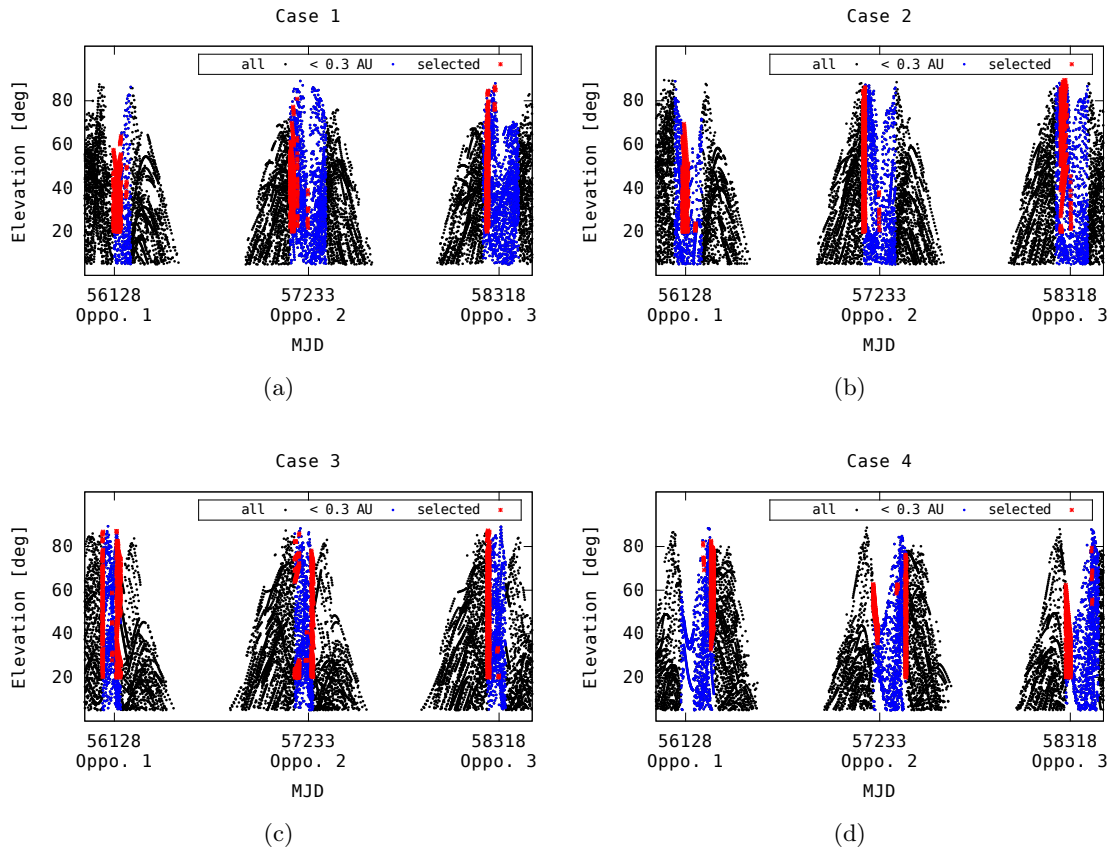 Case 1
all < 0.3 AU selected
Elevation [deg]
80
60
40
20
56128 57233 58318
Oppo. 1 Oppo. 2 Oppo. 3
MJD
(a)
Case 2
all < 0.3 AU selected
Elevation [deg]
80
60
40
20
56128 57233 58318
Oppo. 1 Oppo. 2 Oppo. 3
MJD
(b)
Case 3
all < 0.3 AU selected
Elevation [deg]
80
60
40
20
56128 57233 58318
Oppo. 1 Oppo. 2 Oppo. 3
MJD
(c)
Case 4
all < 0.3 AU selected
Elevation [deg]
80
60
40
20
56128 57233 58318
Oppo. 1 Oppo. 2 Oppo. 3
MJD
(d)